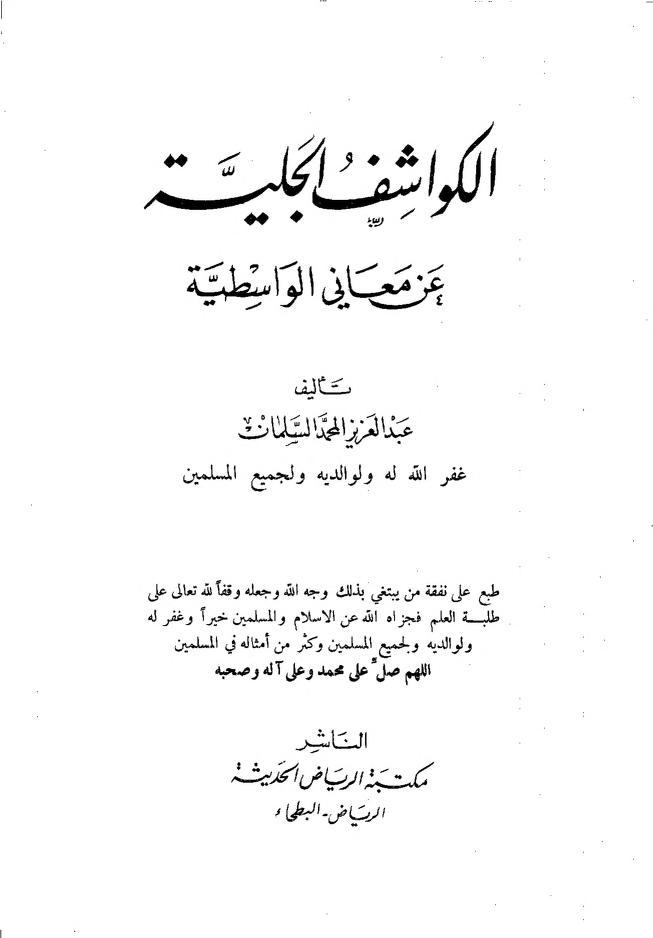 الكواشف الجلية
عن معاني الواسطية
تأليف
عبد العزيز المحمد السلمان
غفر الله له ولوالديه ولجميع المسلمين
طبع على نفقة من يبتغي بذلك وجه الله وجعله وقفاً لله تعالى على
طلبة العلم فجزاه الله عن الاسلام والمسلمين خيراً وغفر له
ولوالديه ولجميع المسلمين وكثر من أمثاله في المسلمين
اللهم صل على محمد وعلى آله وصحبه
الناشر
مكتبة الرياض الحديثة
الرياض - البطحاء